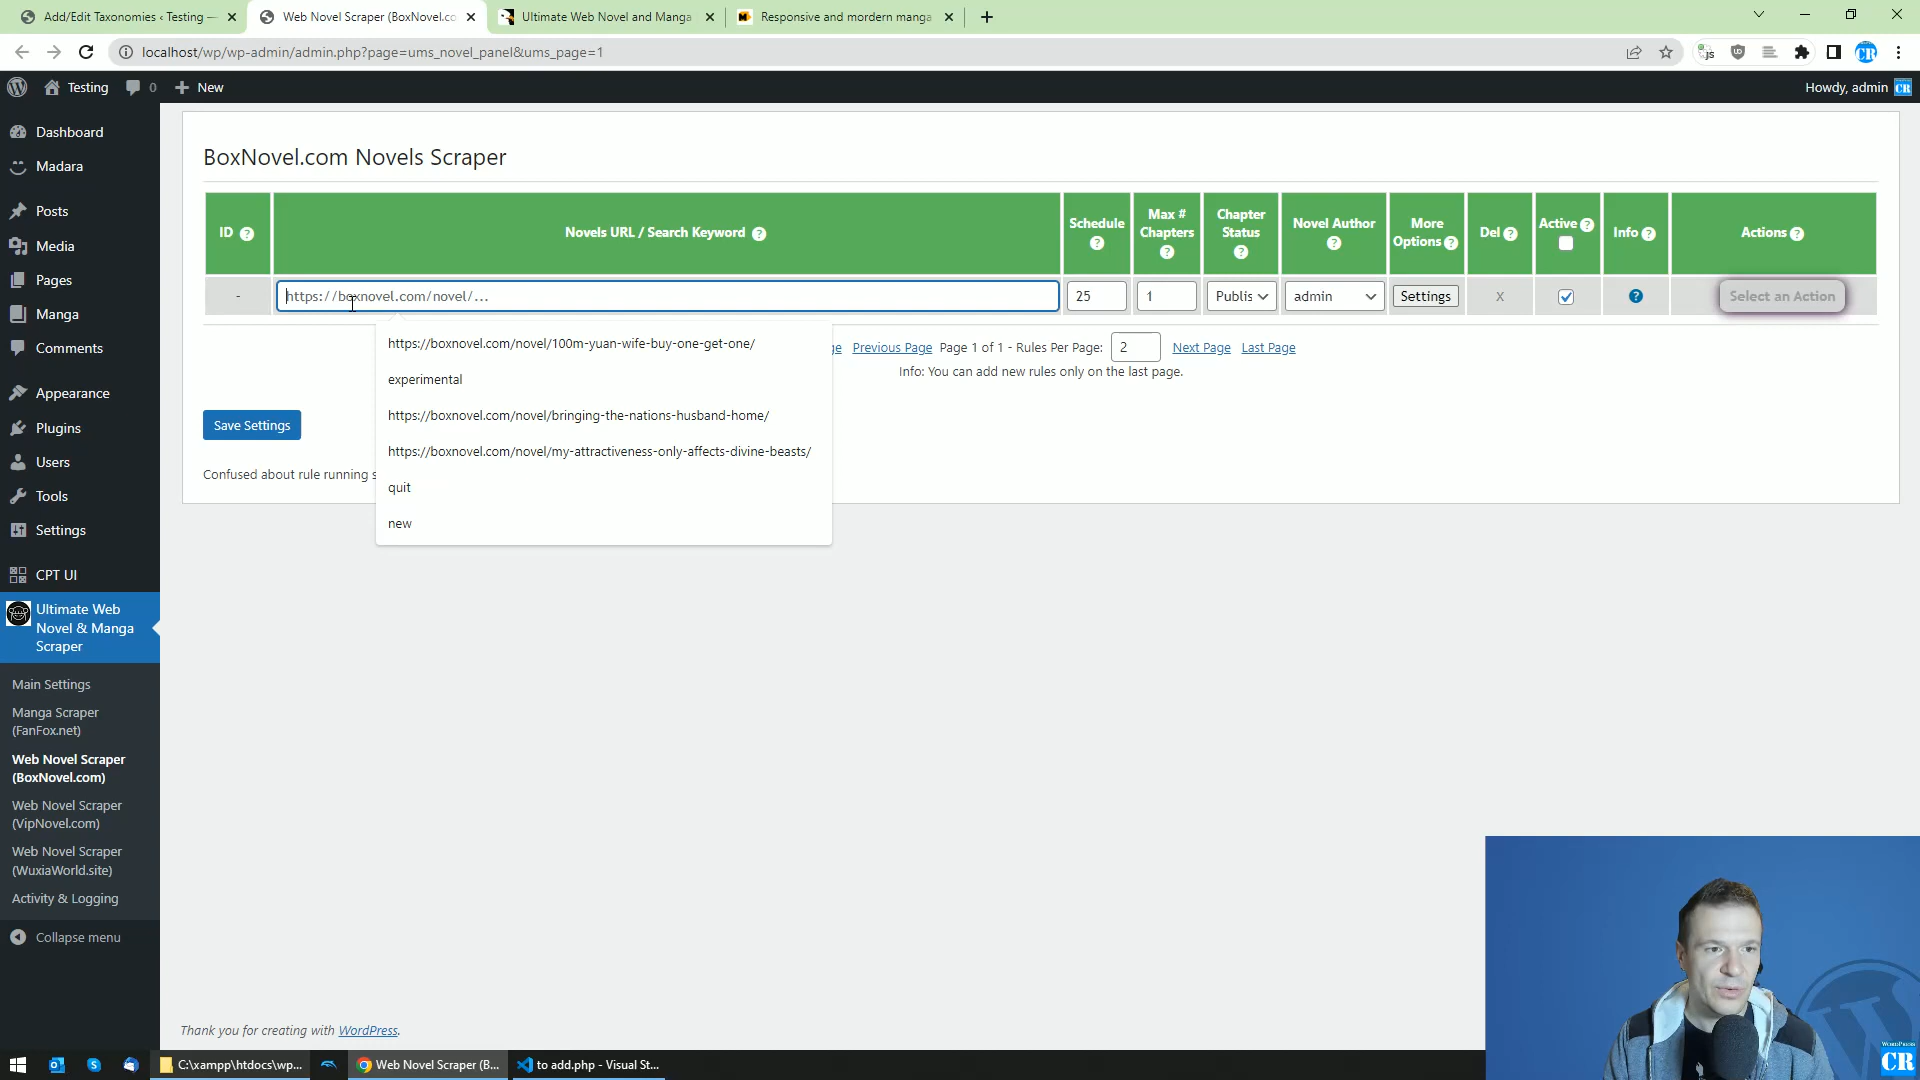 Add/Edit Taxonomies ‹ Testing —
Web Novel Scraper (BoxNovel.co
Ultimate Web Novel and Manga
Responsive and mordern manga
localhost/wp/wp-admin/admin.php?page=ums_novel_panel&ums_page=1
Testing
0
New
Howdy, admin
Dashboard
Madara
Posts
Media
Pages
Manga
Comments
Appearance
Plugins
Users
Tools
Settings
CPT UI
Ultimate Web
Novel & Manga
Scraper
Main Settings
Manga Scraper
(FanFox.net)
Web Novel Scraper
(BoxNovel.com)
Web Novel Scraper
(VipNovel.com)
Web Novel Scraper
(WuxiaWorld.site)
Activity & Logging
Collapse menu
BoxNovel.com Novels Scraper
ID ?
Novels URL / Search Keyword ?
Schedule ?
Max # Chapters ?
Chapter Status ?
Novel Author ?
More Options ?
Del ?
Active ?
Info ?
Actions ?
-
https://boxnovel.com/novel/...
25
1
Publis
admin
Settings
X
?
Select an Action
https://boxnovel.com/novel/100m-yuan-wife-buy-one-get-one/
experimental
https://boxnovel.com/novel/bringing-the-nations-husband-home/
https://boxnovel.com/novel/my-attractiveness-only-affects-divine-beasts/
quit
new
ge Previous Page Page 1 of 1 - Rules Per Page: 2 Next Page Last Page
Info: You can add new rules only on the last page.
Save Settings
Confused about rule running s
Thank you for creating with WordPress.
C:\xampp\htdocs\wp...
Web Novel Scraper (B...
to add.php - Visual St...
WORDPRESS
CR